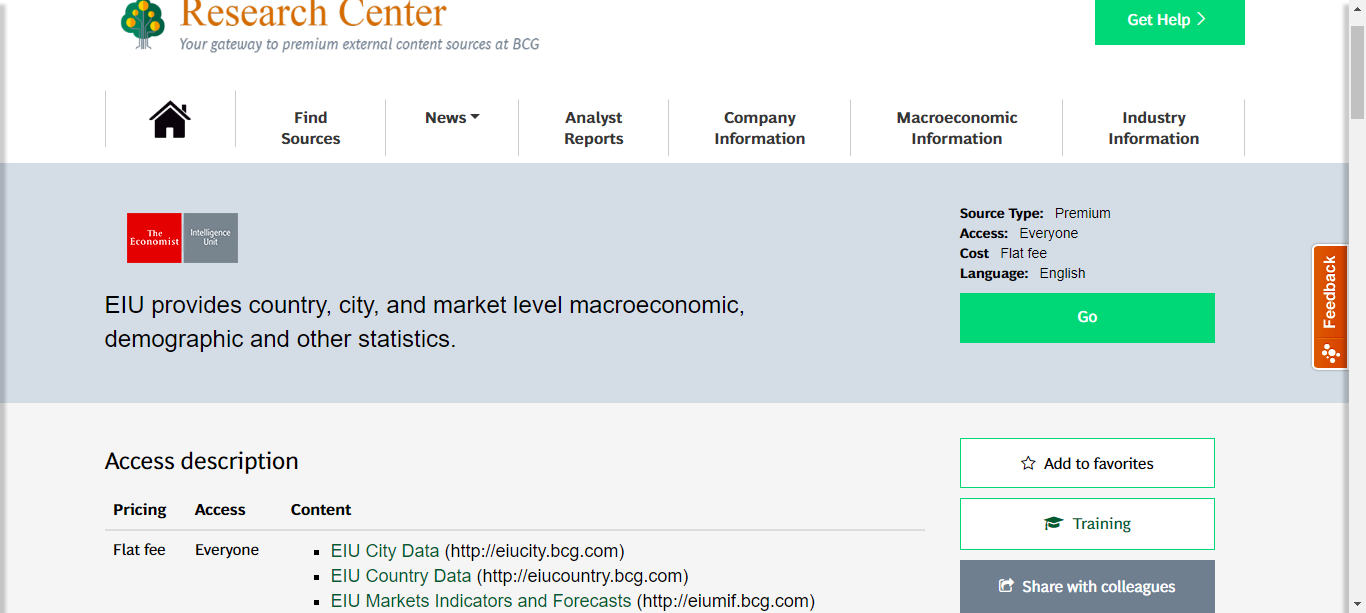 Research Center
Your gateway to premium external content sources at BCG
Get Help
Find
Sources
News
Analyst
Reports
Company
Information
Macroeconomic
Information
Industry
Information
The
Economist
Intelligence
Unit
EIU provides country, city, and market level macroeconomic,
demographic and other statistics.
Source Type: Premium
Access: Everyone
Cost Flat fee
Language: English
Go
Feedback
Access description
Pricing Access Content
Flat fee Everyone EIU City Data (http://eiucity.bcg.com)
EIU Country Data (http://eiucountry.bcg.com)
EIU Markets Indicators and Forecasts (http://eiumif.bcg.com)
Add to favorites
Training
Share with colleagues